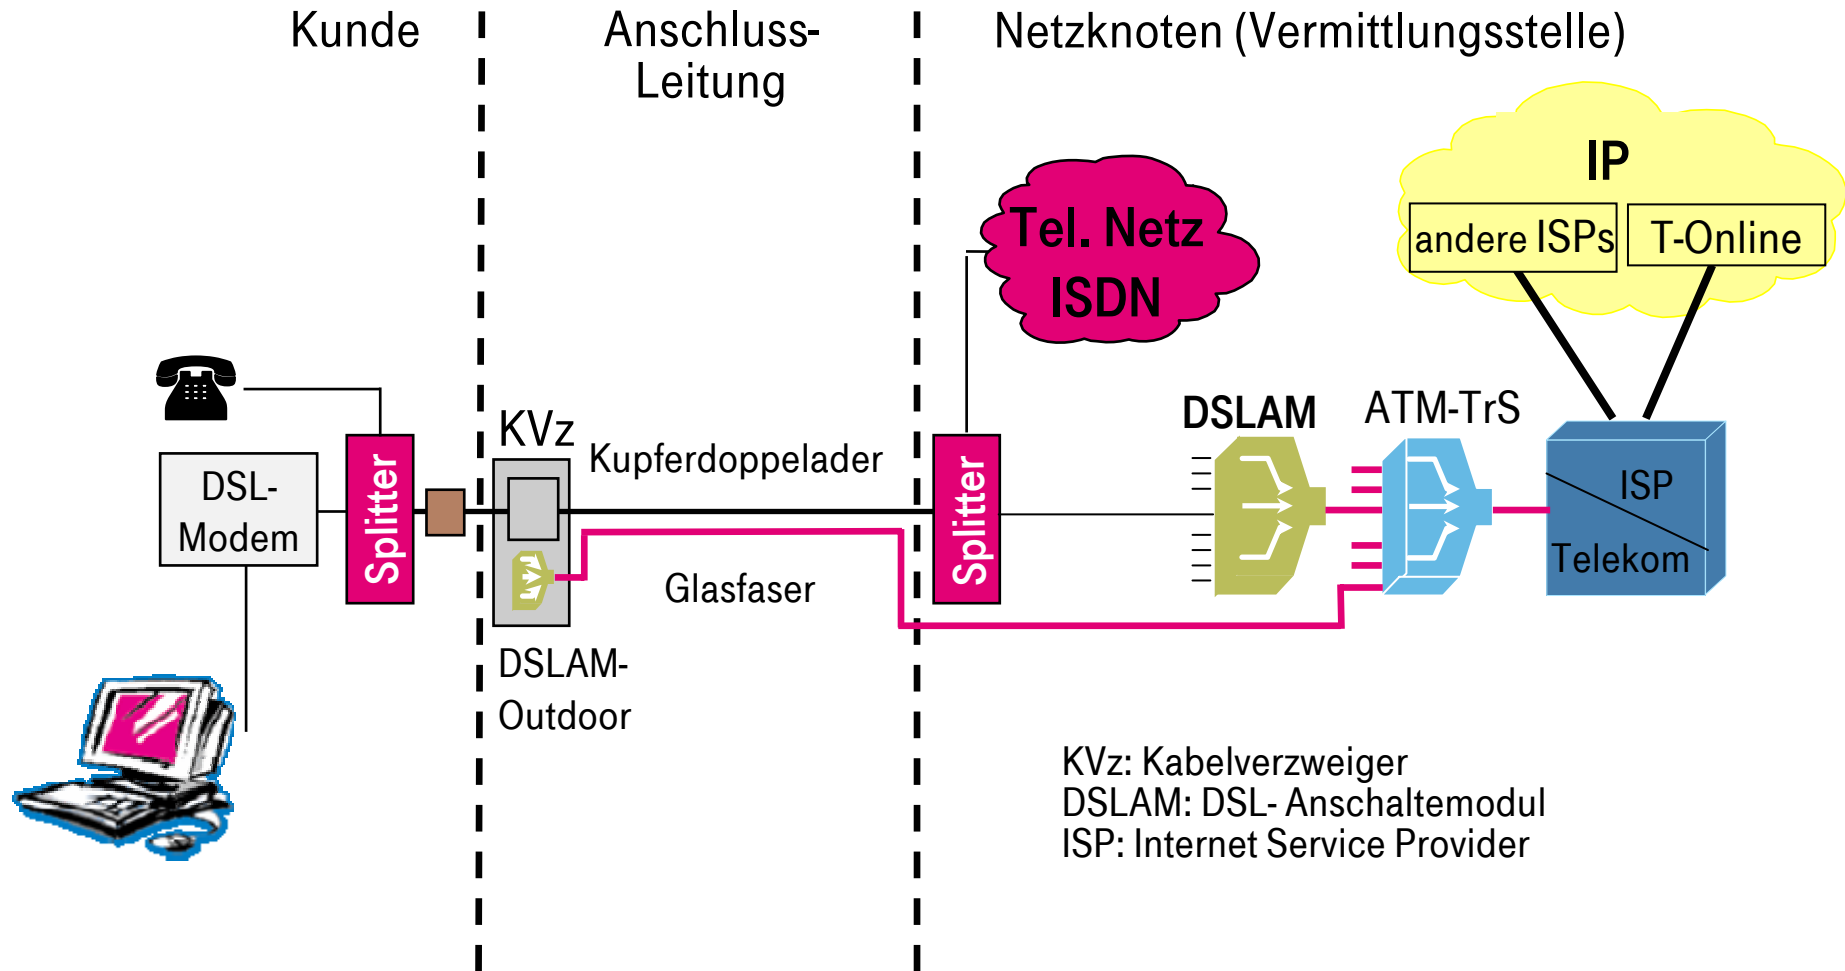 Kunde
Anschluss-
Leitung
Netzknoten (Vermittlungsstelle)
IP
andere ISPs
T-Online
Tel. Netz
ISDN
KVz
Kupferdoppelader
DSLAM
ATM-TrS
DSL-
Modem
Splitter
Splitter
ISP
Telekom
Glasfaser
DSLAM-
Outdoor
KVz: Kabelverzweiger
DSLAM: DSL- Anschaltemodul
ISP: Internet Service Provider